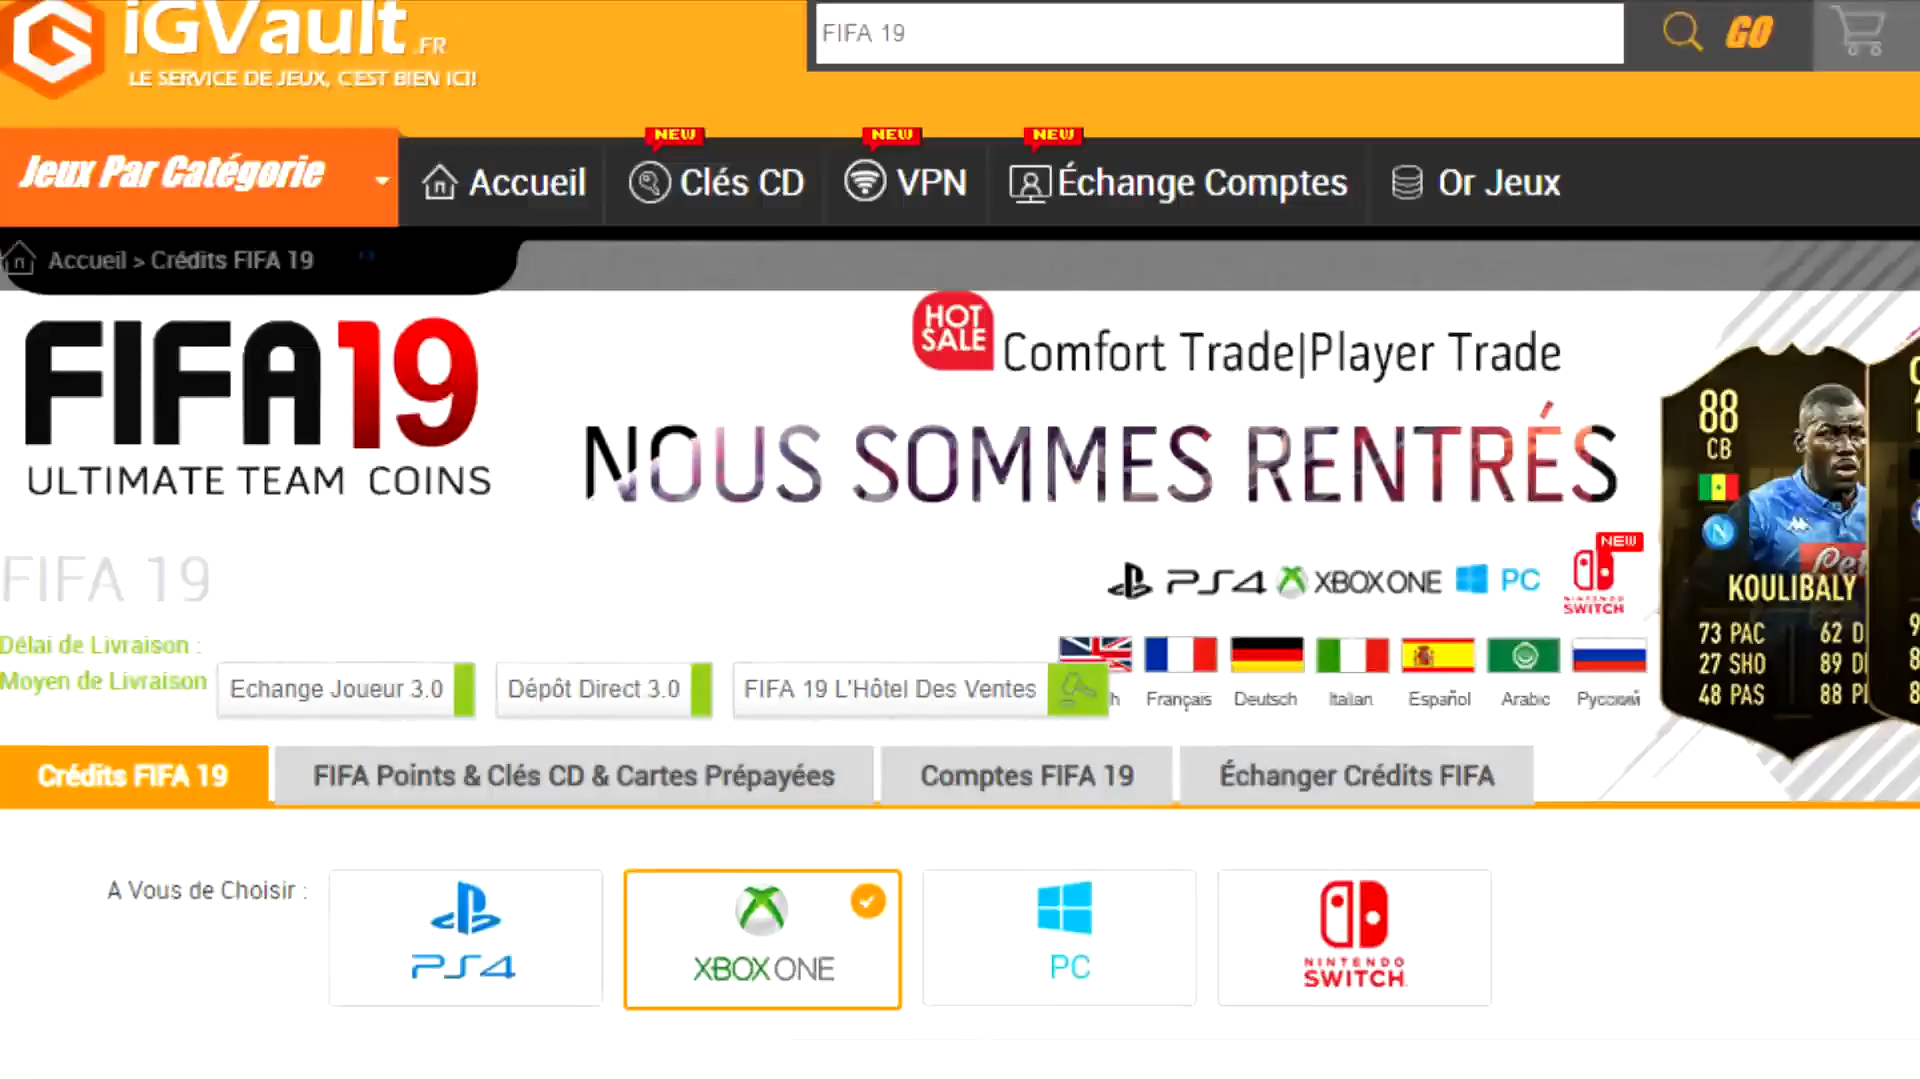 iGVault.FR
LE SERVICE DE JEUX, C'EST BIEN ICI!
FIFA 19
GO
Jeux Par Catégorie
Accueil
NEW
Clés CD
NEW
VPN
NEW
Échange Comptes
Or Jeux
Accueil > Crédits FIFA 19
FIFA19
ULTIMATE TEAM COINS
HOT
SALE
Comfort Trade|Player Trade
NOUS SOMMES RENTRÉS
88
CB
KOULIBALY
73 PAC
27 SHO
48 PAS
62 D
89 D
88 P
FIFA 19
PS4
XBOX ONE
PC
NEW
NINTENDO
SWITCH
Délai de Livraison :
Moyen de Livraison
Echange Joueur 3.0
Dépôt Direct 3.0
FIFA 19 L'Hôtel Des Ventes
h
Français
Deutsch
Italian
Español
Arabic
Русский
Crédits FIFA 19
FIFA Points & Clés CD & Cartes Prépayées
Comptes FIFA 19
Échanger Crédits FIFA
A Vous de Choisir :
PS4
XBOX ONE
PC
NINTENDO
SWITCH